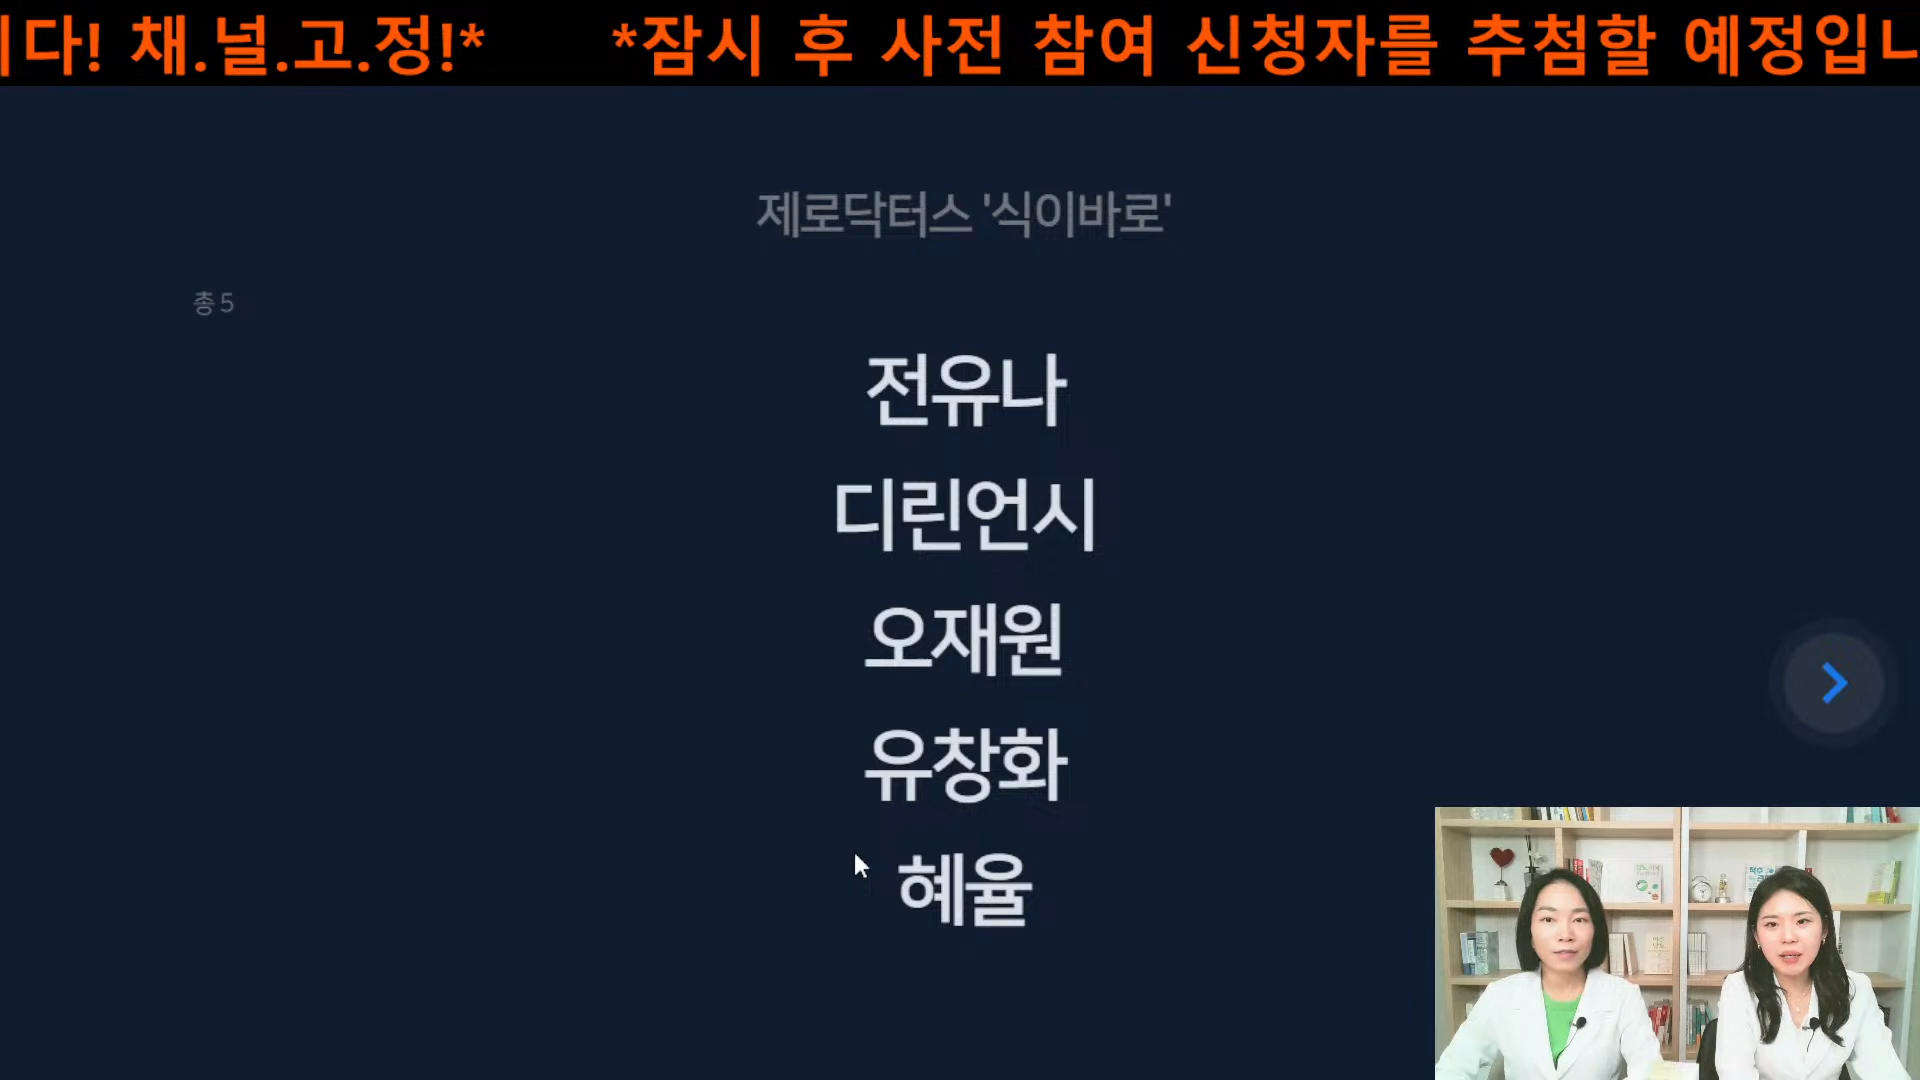 다! 채.널.고.정!* *잠시 후 사전 참여 신청자를 추첨할 예정입니
제로닥터스 '식이바로'
총 5
전유나
디린언시
오재원
유창화
혜율